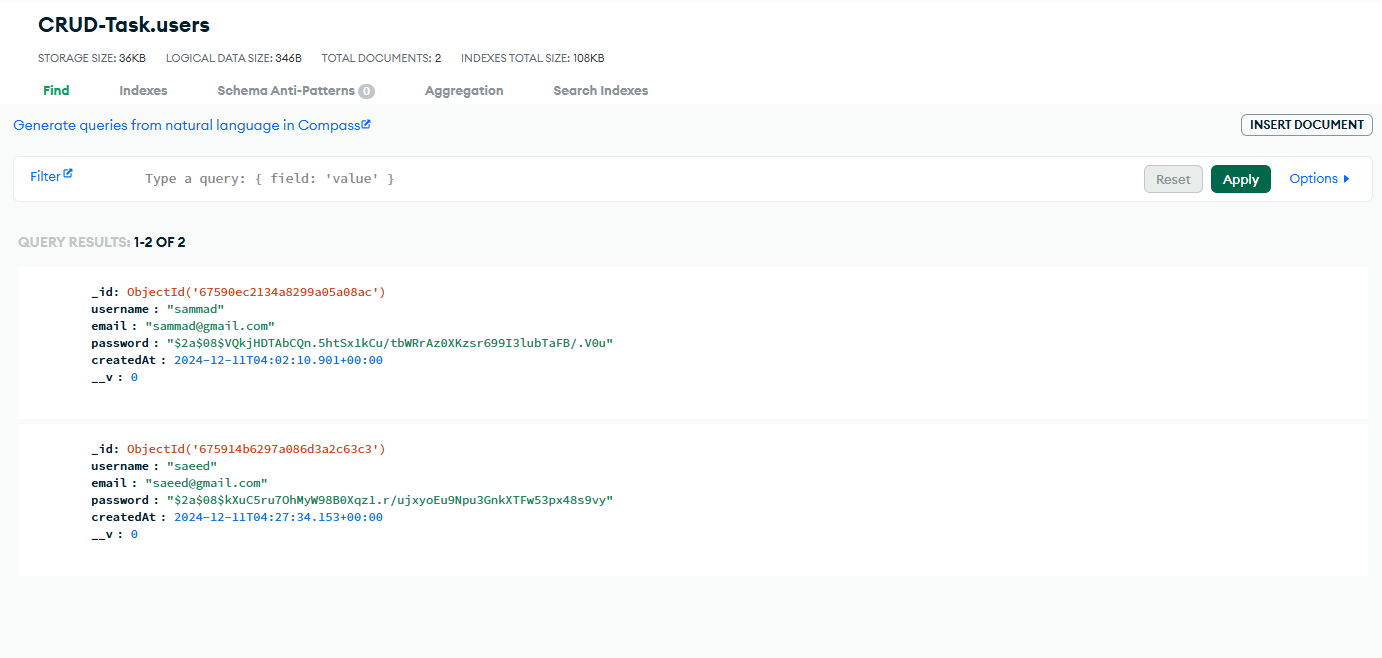 CRUD-Task.users
STORAGE SIZE: 36KB LOGICAL DATA SIZE: 346B TOTAL DOCUMENTS: 2 INDEXES TOTAL SIZE: 108KB
Find Indexes Schema Anti-Patterns 0 Aggregation Search Indexes
Generate queries from natural language in Compass
INSERT DOCUMENT
Filter Type a query: { field: 'value' } Reset Apply Options
QUERY RESULTS: 1-2 OF 2
_id: ObjectId('67590ec2134a8299a05a08ac')
username : "sammad"
email : "sammad@gmail.com"
password : "$2a$08$VQkjHDTAbCQn.5htSx1kCu/tbWRrAz0XKzsr699I3lubTaFB/.V0u"
createdAt : 2024-12-11T04:02:10.901+00:00
__v : 0
_id: ObjectId('675914b6297a086d3a2c63c3')
username : "saeed"
email : "saeed@gmail.com"
password : "$2a$08$kXuC5ru7OhMyW98B0Xqz1.r/ujxyoEu9Npu3GnkXTFw53px48s9vy"
createdAt : 2024-12-11T04:27:34.153+00:00
__v : 0